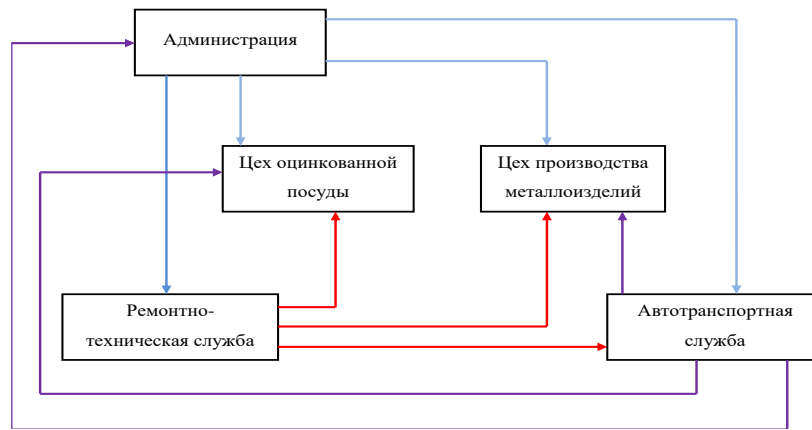 Администрация
Цех оцинкованной
посуды
Цех производства
металлоизделий
Ремонтно-
техническая служба
Автотранспортная
служба